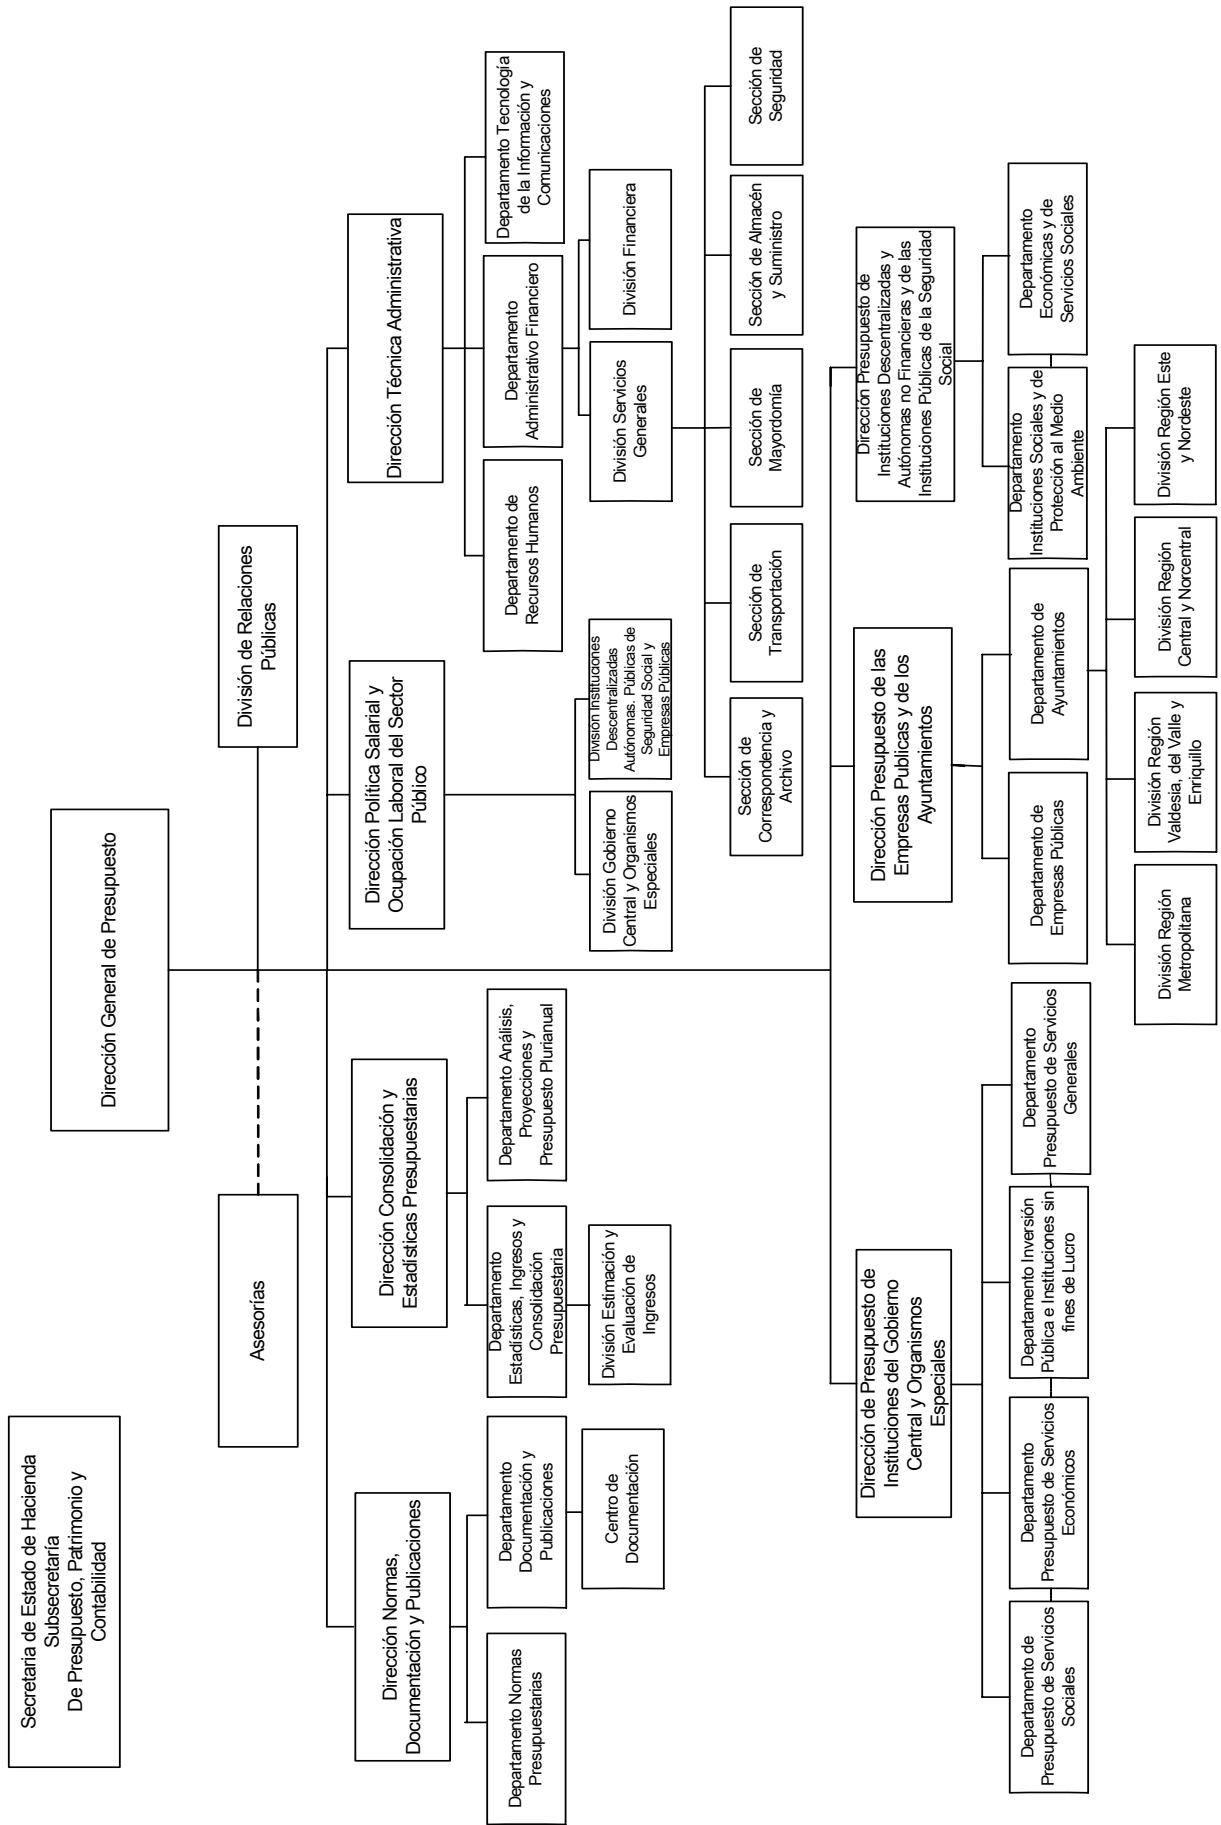 Secretaria de Estado de Hacienda
Subsecretaría
De Presupuesto, Patrimonio y
Contabilidad
Dirección General de Presupuesto
Asesorías
División de Relaciones
Públicas
Dirección Normas,
Documentación y Publicaciones
Dirección Consolidación y
Estadísticas Presupuestarias
Dirección Política Salarial y
Ocupación Laboral del Sector
Público
Dirección Técnica Administrativa
Departamento Normas
Presupuestarias
Departamento
Documentación y
Publicaciones
Departamento
Estadísticas, Ingresos y
Consolidación
Presupuestaria
Departamento Análisis,
Proyecciones y
Presupuesto Plurianual
Departamento de
Recursos Humanos
Departamento
Administrativo Financiero
Departamento Tecnología
de la Información y
Comunicaciones
Centro de
Documentación
División Estimación y
Evaluación de
Ingresos
División Gobierno
Central y Organismos
Especiales
División Instituciones
Descentralizadas
Autónomas. Públicas de
Seguridad Social y
Empresas Públicas
División Servicios
Generales
División Financiera
Sección de
Correspondencia y
Archivo
Sección de
Transportación
Sección de
Mayordomía
Sección de Almacén
y Suministro
Sección de
Seguridad
Dirección de Presupuesto de
Instituciones del Gobierno
Central y Organismos
Especiales
Dirección Presupuesto de las
Empresas Publicas y de los
Ayuntamientos
Dirección Presupuesto de
Instituciones Descentralizadas y
Autónomas no Financieras y de las
Instituciones Públicas de la Seguridad
Social
Departamento de
Presupuesto de Servicios
Sociales
Departamento
Presupuesto de Servicios
Económicos
Departamento Inversión
Pública e Instituciones sin
fines de Lucro
Departamento
Presupuesto de Servicios
Generales
Departamento de
Empresas Públicas
Departamento de
Ayuntamientos
Departamento
Instituciones Sociales y de
Protección al Medio
Ambiente
Departamento
Económicas y de
Servicios Sociales
División Región
Metropolitana
División Región
Valdesia, del Valle y
Enriquillo
División Región
Central y Norcentral
División Región Este
y Nordeste